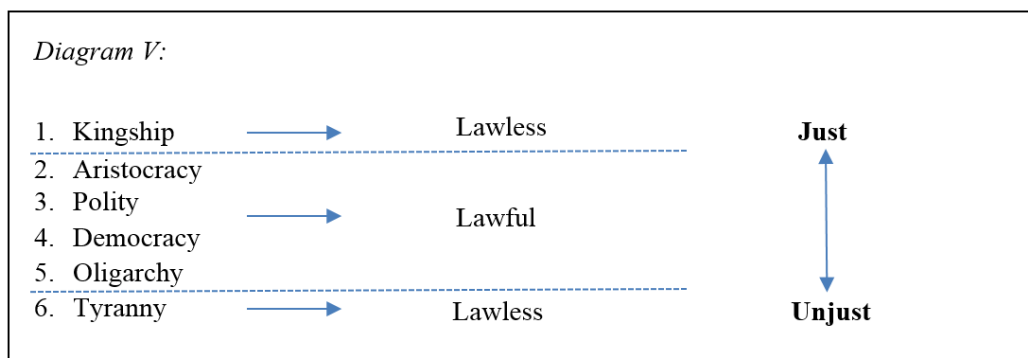 Diagram V:
1. Kingship Lawless Just
2. Aristocracy
3. Polity
Lawful
4. Democracy
5. Oligarchy
6. Tyranny Lawless Unjust